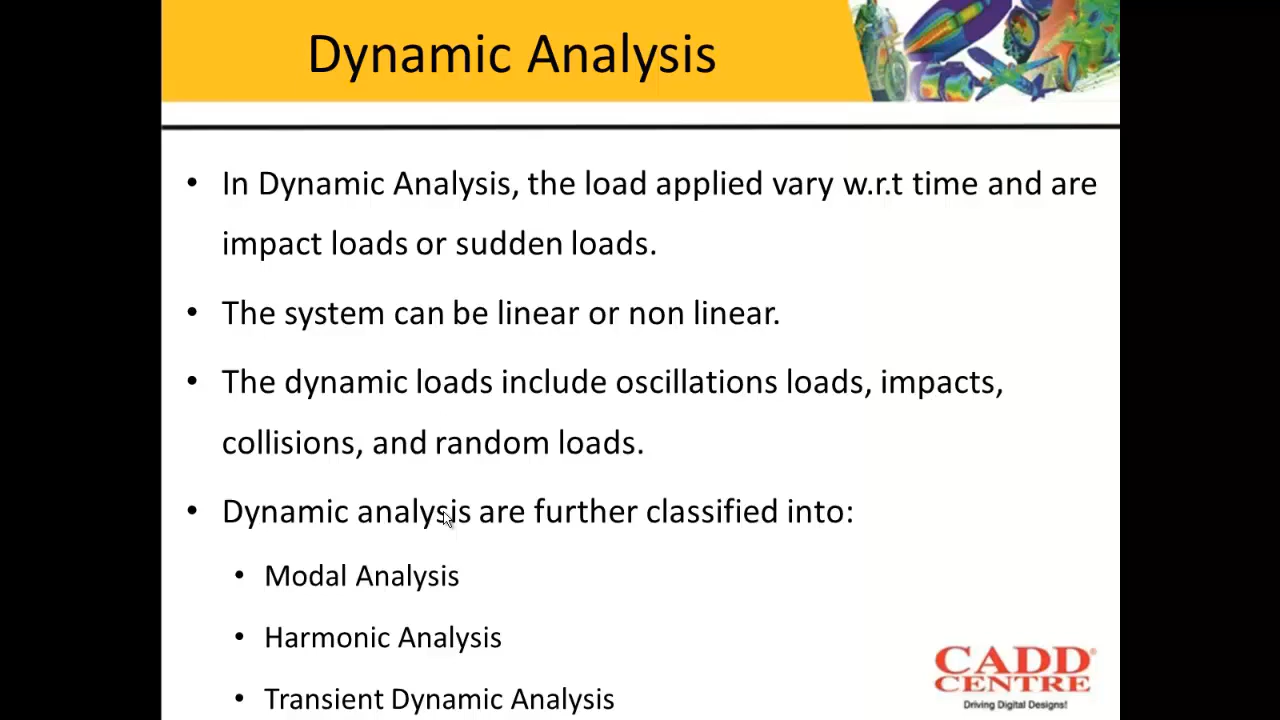 Dynamic Analysis
• In Dynamic Analysis, the load applied vary w.r.t time and are
impact loads or sudden loads.
• The system can be linear or non linear.
• The dynamic loads include oscillations loads, impacts,
collisions, and random loads.
• Dynamic analysis are further classified into:
• Modal Analysis
• Harmonic Analysis
• Transient Dynamic Analysis
CADD®
CENTRE
Driving Digital Designs!